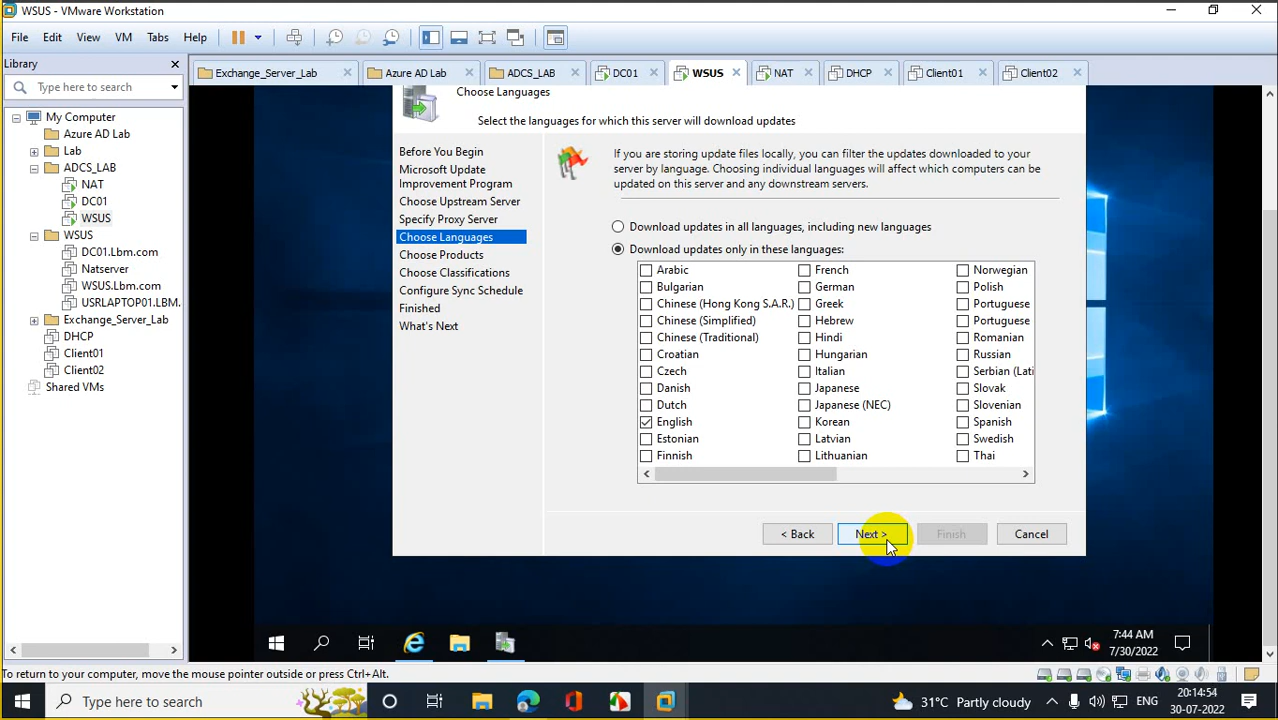 WSUS - VMware Workstation
File Edit View VM Tabs Help
Library
Type here to search
My Computer
Azure AD Lab
Lab
ADCS_LAB
NAT
DC01
WSUS
WSUS
DC01.Lbm.com
Natserver
WSUS.Lbm.com
USRLAPTOP01.LBM.
Exchange_Server_Lab
DHCP
Client01
Client02
Shared VMs
Exchange_Server_Lab Azure AD Lab ADCS_LAB DC01 WSUS NAT DHCP Client01 Client02
Choose Languages
Select the languages for which this server will download updates
Before You Begin
Microsoft Update
Improvement Program
Choose Upstream Server
Specify Proxy Server
Choose Languages
Choose Products
Choose Classifications
Configure Sync Schedule
Finished
What's Next
If you are storing update files locally, you can filter the updates downloaded to your
server by language. Choosing individual languages will affect which computers can be
updated on this server and any downstream servers.
Download updates in all languages, including new languages
Download updates only in these languages:
Arabic French Norwegian
Bulgarian German Polish
Chinese (Hong Kong S.A.R.) Greek Portuguese
Chinese (Simplified) Hebrew Portuguese
Chinese (Traditional) Hindi Romanian
Croatian Hungarian Russian
Czech Italian Serbian (Lati
Danish Japanese Slovak
Dutch Japanese (NEC) Slovenian
English Korean Spanish
Estonian Latvian Swedish
Finnish Lithuanian Thai
< Back Next > Finish Cancel
7:44 AM
7/30/2022
To return to your computer, move the mouse pointer outside or press Ctrl+Alt.
Type here to search
31°C Partly cloudy
ENG
20:14:54
30-07-2022